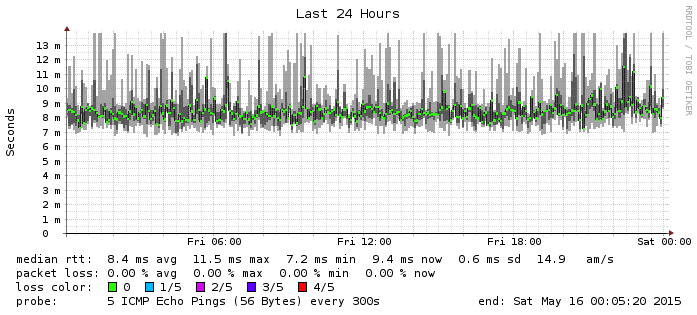 Last 24 Hours
RRDTOOL / TOBI OETIKER
Seconds
13 m
12 m
11 m
10 m
9 m
8 m
7 m
6 m
5 m
4 m
3 m
2 m
1 m
0
Fri 06:00 Fri 12:00 Fri 18:00 Sat 00:00
median rtt: 8.4 ms avg 11.5 ms max 7.2 ms min 9.4 ms now 0.6 ms sd 14.9 am/s
packet loss: 0.00 % avg 0.00 % max 0.00 % min 0.00 % now
loss color: 0 1/5 2/5 3/5 4/5
probe: 5 ICMP Echo Pings (56 Bytes) every 300s end: Sat May 16 00:05:20 2015